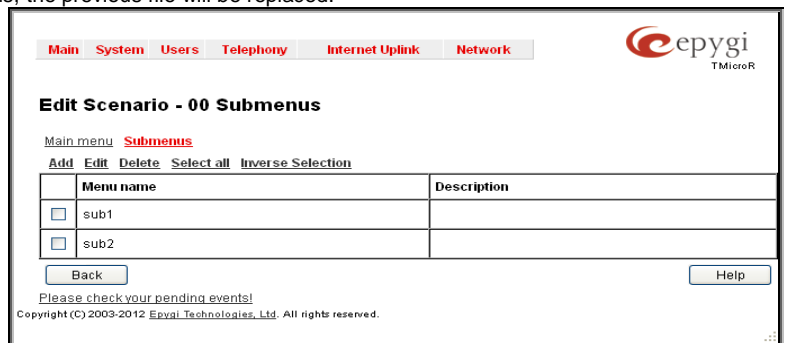 s, the previous file will be replaced.
Main System Users Telephony Internet Uplink Network
epygi
TMicroR
Edit Scenario - 00 Submenus
Main menu Submenus
Add Edit Delete Select all Inverse Selection
Menu name Description
sub1
sub2
Back Help
Please check your pending events!
Copyright (C) 2003-2012 Epygi Technologies, Ltd. All rights reserved.